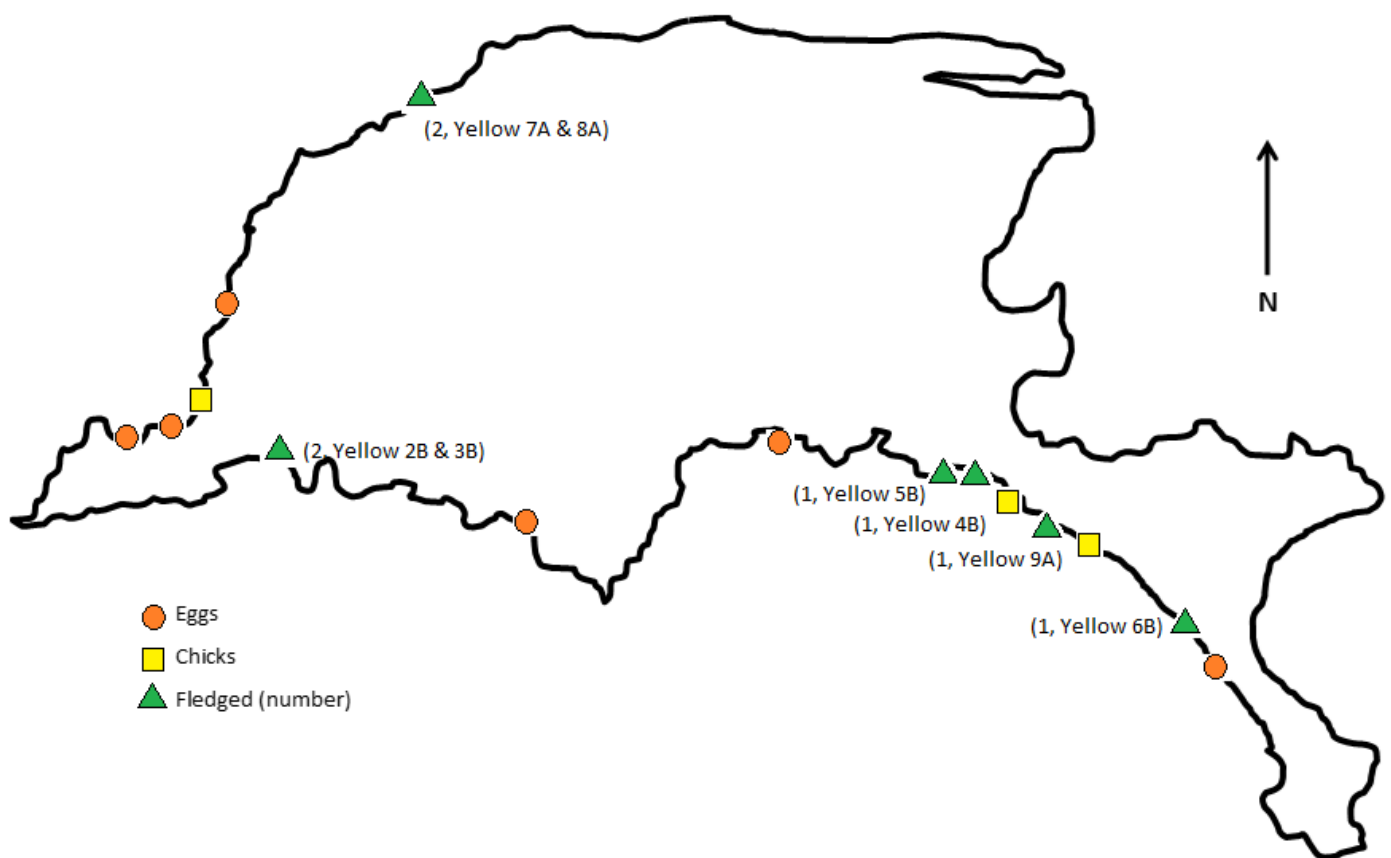 (2, Yellow 7A & 8A)
N
(2, Yellow 2B & 3B)
(1, Yellow 5B)
(1, Yellow 4B)
(1, Yellow 9A)
(1, Yellow 6B)
Eggs
Chicks
Fledged (number)